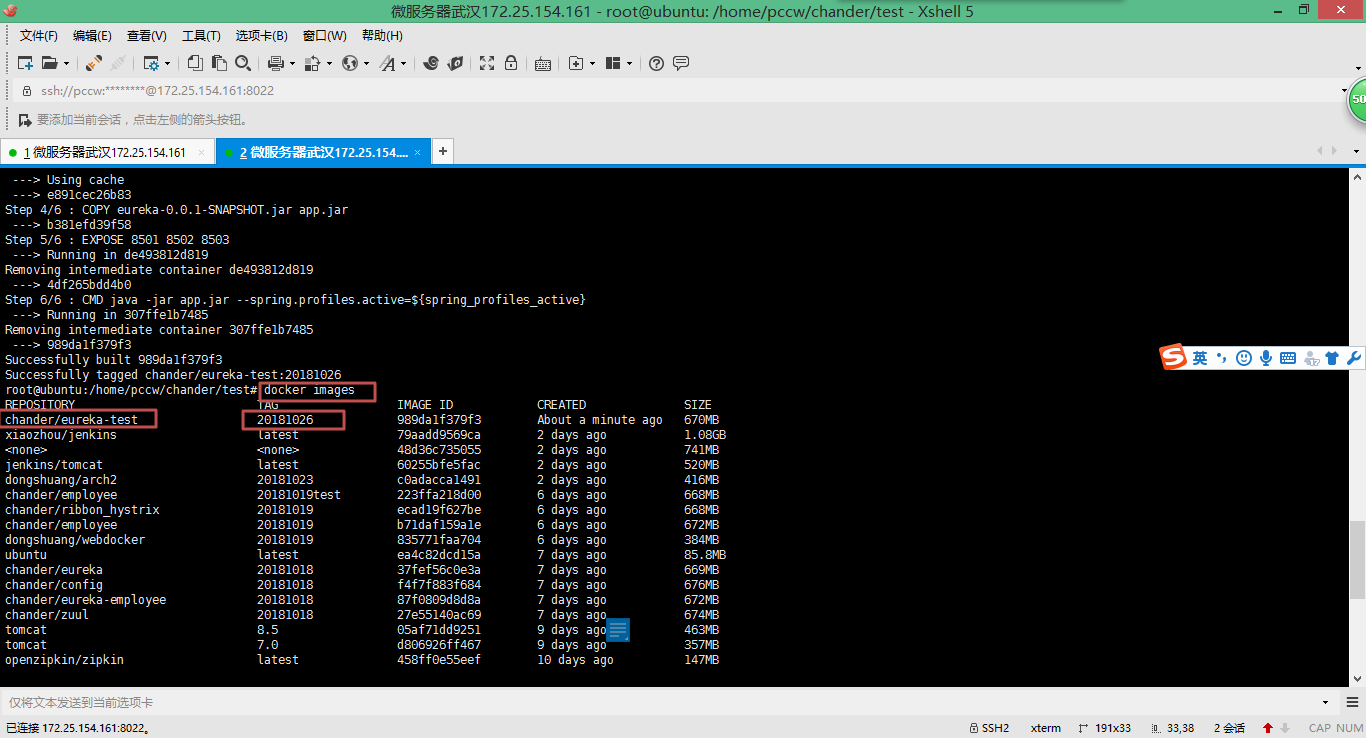 微服务器武汉172.25.154.161 - root@ubuntu: /home/pccw/chander/test - Xshell 5
文件(F) 编辑(E) 查看(V) 工具(T) 选项卡(B) 窗口(W) 帮助(H)
ssh://pccw:********@172.25.154.161:8022
50
要添加当前会话，点击左侧的箭头按钮。
1 微服务器武汉172.25.154.161 × 2 微服务器武汉172.25.154.... × +
---> Using cache
---> e891cec26b83
Step 4/6 : COPY eureka-0.0.1-SNAPSHOT.jar app.jar
---> b381efd39f58
Step 5/6 : EXPOSE 8501 8502 8503
---> Running in de493812d819
Removing intermediate container de493812d819
---> 4df265bdd4b0
Step 6/6 : CMD java -jar app.jar --spring.profiles.active=${spring_profiles_active}
---> Running in 307ffe1b7485
Removing intermediate container 307ffe1b7485
---> 989da1f379f3
Successfully built 989da1f379f3
Successfully tagged chander/eureka-test:20181026
S 英
root@ubuntu:/home/pccw/chander/test# docker images
REPOSITORY TAG IMAGE ID CREATED SIZE
chander/eureka-test 20181026 989da1f379f3 About a minute ago 670MB
xiaozhou/jenkins latest 79aadd9569ca 2 days ago 1.08GB
<none> <none> 48d36c735055 2 days ago 741MB
jenkins/tomcat latest 60255bfe5fac 2 days ago 520MB
dongshuang/arch2 20181023 c0adacca1491 2 days ago 416MB
chander/employee 20181019test 223ffa218d00 6 days ago 668MB
chander/ribbon_hystrix 20181019 ecad19f627be 6 days ago 668MB
chander/employee 20181019 b71daf159a1e 6 days ago 672MB
dongshuang/webdocker 20181019 835771faa704 6 days ago 384MB
ubuntu latest ea4c82dcd15a 7 days ago 85.8MB
chander/eureka 20181018 37fef56c0e3a 7 days ago 669MB
chander/config 20181018 f4f7f883f684 7 days ago 676MB
chander/eureka-employee 20181018 87f0809d8d8a 7 days ago 672MB
chander/zuul 20181018 27e55140ac69 7 days ago 674MB
tomcat 8.5 05af71dd9251 9 days ago 463MB
tomcat 7.0 d806926ff467 9 days ago 357MB
openzipkin/zipkin latest 458ff0e55eef 10 days ago 147MB
仅将文本发送到当前选项卡
已连接 172.25.154.161:8022。 SSH2 xterm 191x33 33,38 2 会话 CAP NUM